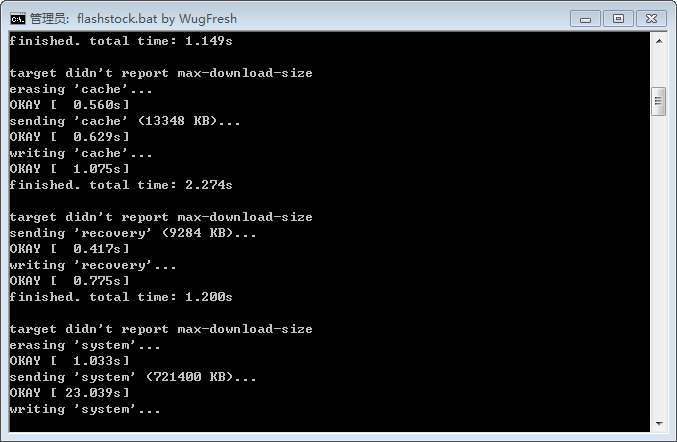 管理员: flashstock.bat by WugFresh
finished. total time: 1.149s
target didn't report max-download-size
erasing 'cache'...
OKAY [  0.560s]
sending 'cache' (13348 KB)...
OKAY [  0.629s]
writing 'cache'...
OKAY [  1.075s]
finished. total time: 2.274s
target didn't report max-download-size
sending 'recovery' (9284 KB)...
OKAY [  0.417s]
writing 'recovery'...
OKAY [  0.775s]
finished. total time: 1.200s
target didn't report max-download-size
erasing 'system'...
OKAY [  1.033s]
sending 'system' (721400 KB)...
OKAY [ 23.039s]
writing 'system'...